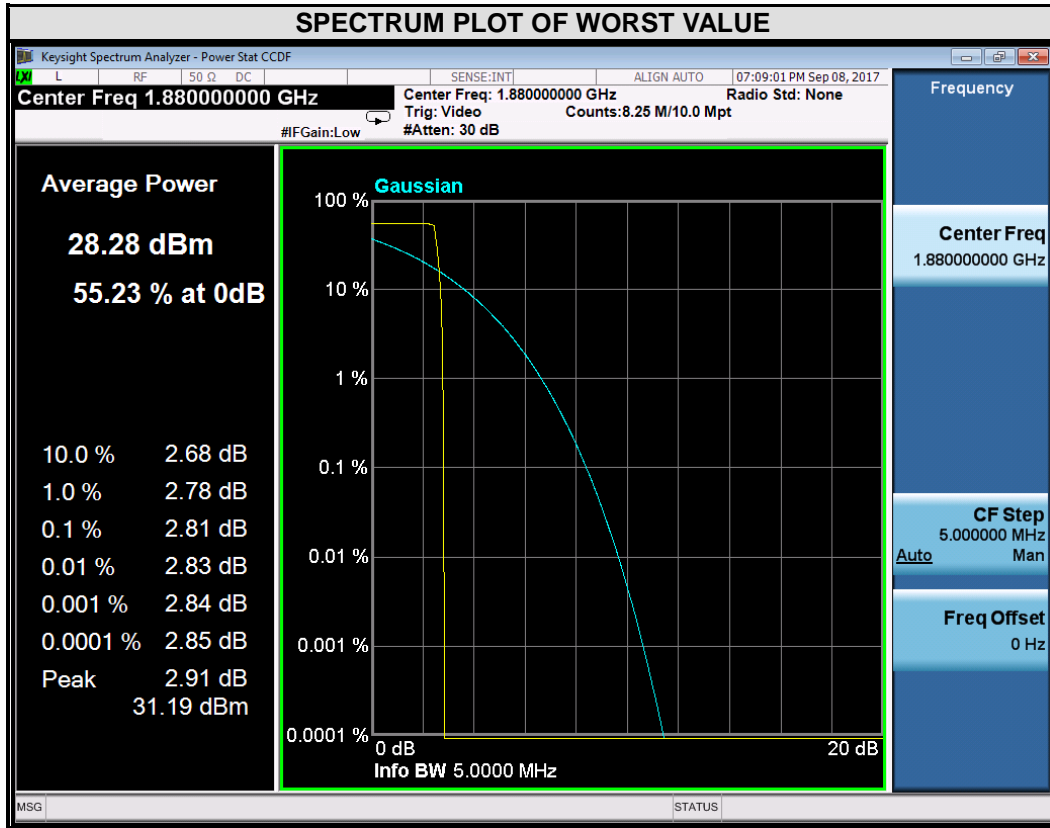 SPECTRUM PLOT OF WORST VALUE
Keysight Spectrum Analyzer - Power Stat CCDF
LXI L RF 50 Ω DC SENSE:INT ALIGN AUTO 07:09:01 PM Sep 08, 2017
Center Freq 1.880000000 GHz
Center Freq: 1.880000000 GHz Radio Std: None
Trig: Video Counts:8.25 M/10.0 Mpt
#IFGain:Low #Atten: 30 dB
Average Power
28.28 dBm
55.23 % at 0dB
10.0 % 2.68 dB
1.0 % 2.78 dB
0.1 % 2.81 dB
0.01 % 2.83 dB
0.001 % 2.84 dB
0.0001 % 2.85 dB
Peak 2.91 dB
31.19 dBm
Gaussian
100 %
10 %
1 %
0.1 %
0.01 %
0.001 %
0.0001 %
0 dB 20 dB
Info BW 5.0000 MHz
Frequency
Center Freq
1.880000000 GHz
CF Step
5.000000 MHz
Auto Man
Freq Offset
0 Hz
MSG STATUS